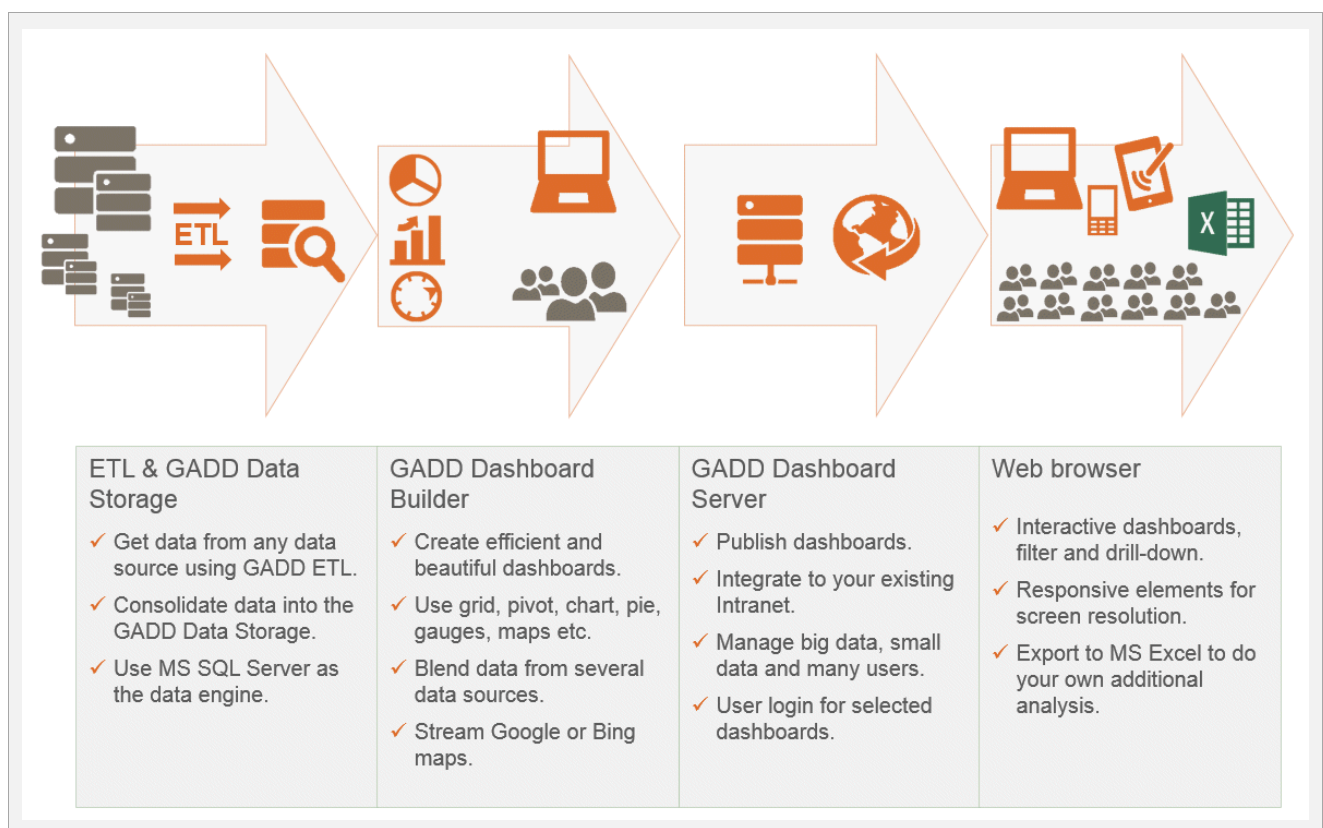 ETL
X
ETL & GADD Data
Storage
✓ Get data from any data
source using GADD ETL.
✓ Consolidate data into the
GADD Data Storage.
✓ Use MS SQL Server as
the data engine.
GADD Dashboard
Builder
✓ Create efficient and
beautiful dashboards.
✓ Use grid, pivot, chart, pie,
gauges, maps etc.
✓ Blend data from several
data sources.
✓ Stream Google or Bing
maps.
GADD Dashboard
Server
✓ Publish dashboards.
✓ Integrate to your existing
Intranet.
✓ Manage big data, small
data and many users.
✓ User login for selected
dashboards.
Web browser
✓ Interactive dashboards,
filter and drill-down.
✓ Responsive elements for
screen resolution.
✓ Export to MS Excel to do
your own additional
analysis.